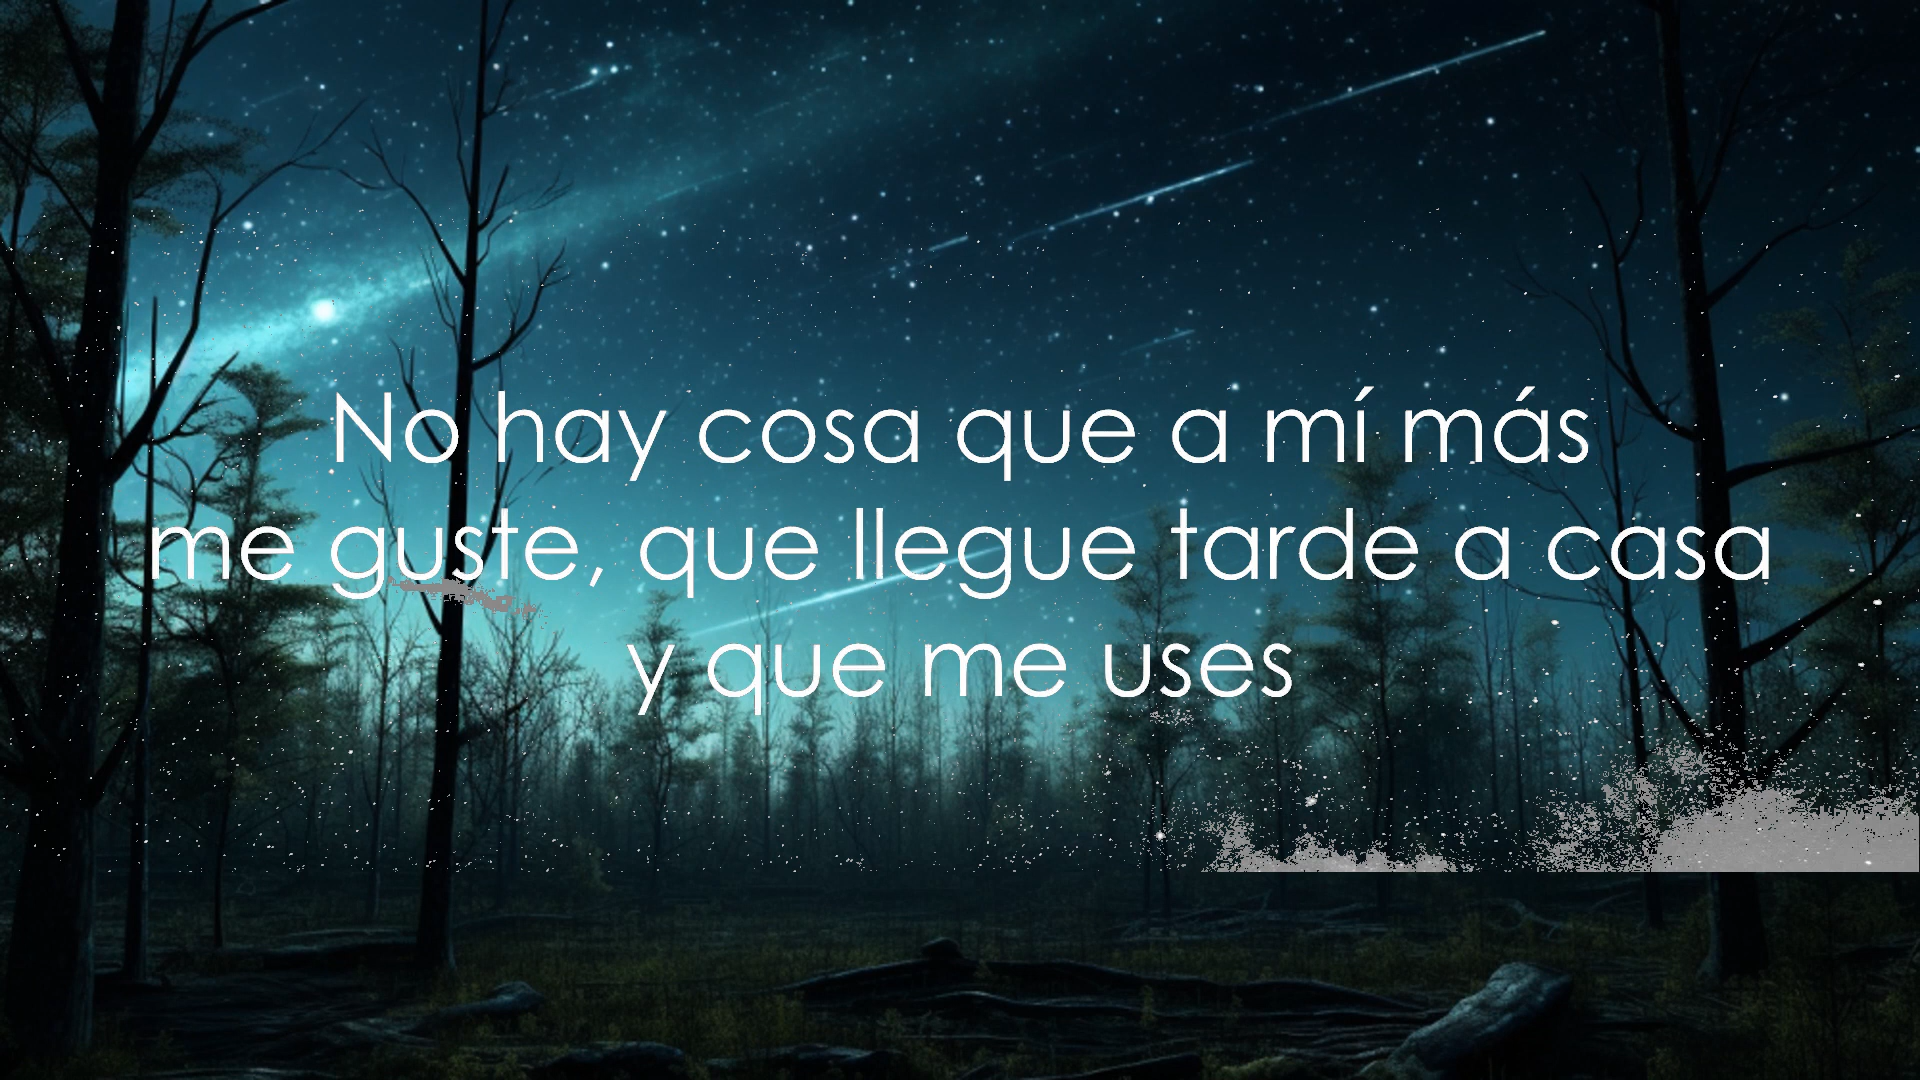 No hay cosa que a mí más
me guste, que llegue tarde a casa
y que me uses